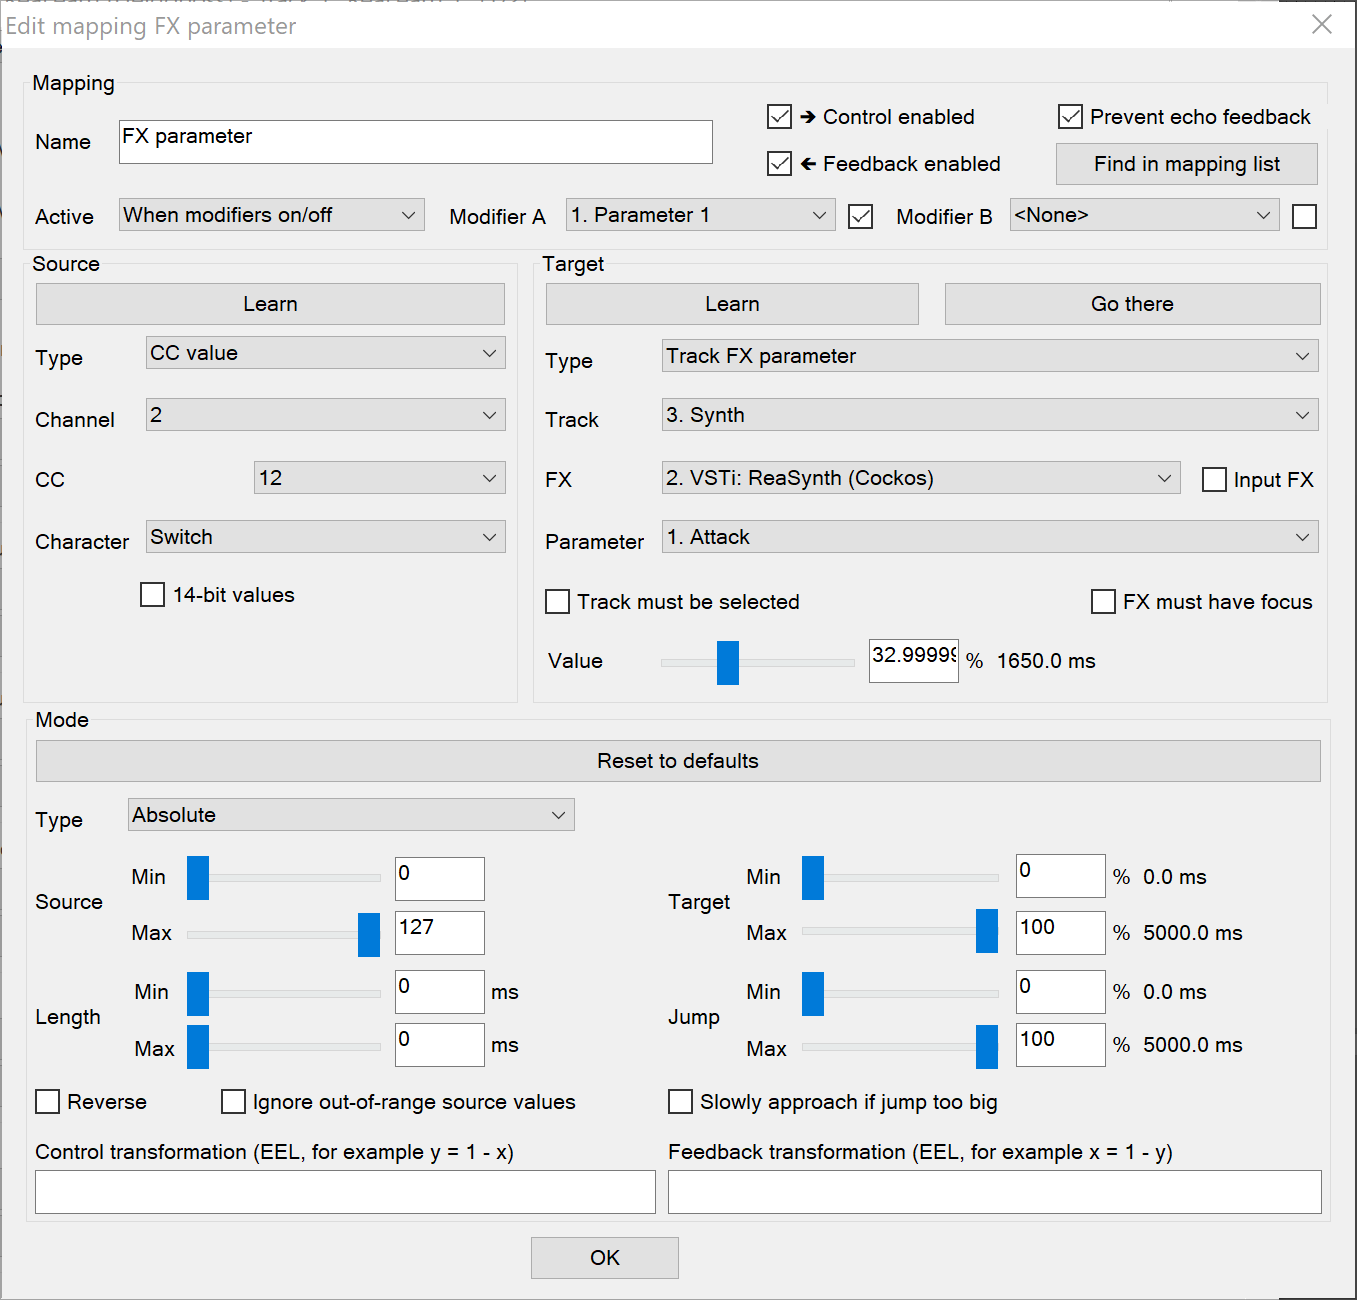 Edit mapping FX parameter
Mapping
Name FX parameter
Control enabled
Prevent echo feedback
Feedback enabled
Find in mapping list
Active When modifiers on/off Modifier A 1. Parameter 1 Modifier B <None>
Source
Learn
Type CC value
Channel 2
CC 12
Character Switch
14-bit values
Target
Learn Go there
Type Track FX parameter
Track 3. Synth
FX 2. VSTi: ReaSynth (Cockos) Input FX
Parameter 1. Attack
Track must be selected FX must have focus
Value 32.99999 % 1650.0 ms
Mode
Reset to defaults
Type Absolute
Source
Min 0
Max 127
Length
Min 0 ms
Max 0 ms
Target
Min 0 % 0.0 ms
Max 100 % 5000.0 ms
Jump
Min 0 % 0.0 ms
Max 100 % 5000.0 ms
Reverse Ignore out-of-range source values Slowly approach if jump too big
Control transformation (EEL, for example y = 1 - x)
Feedback transformation (EEL, for example x = 1 - y)
OK